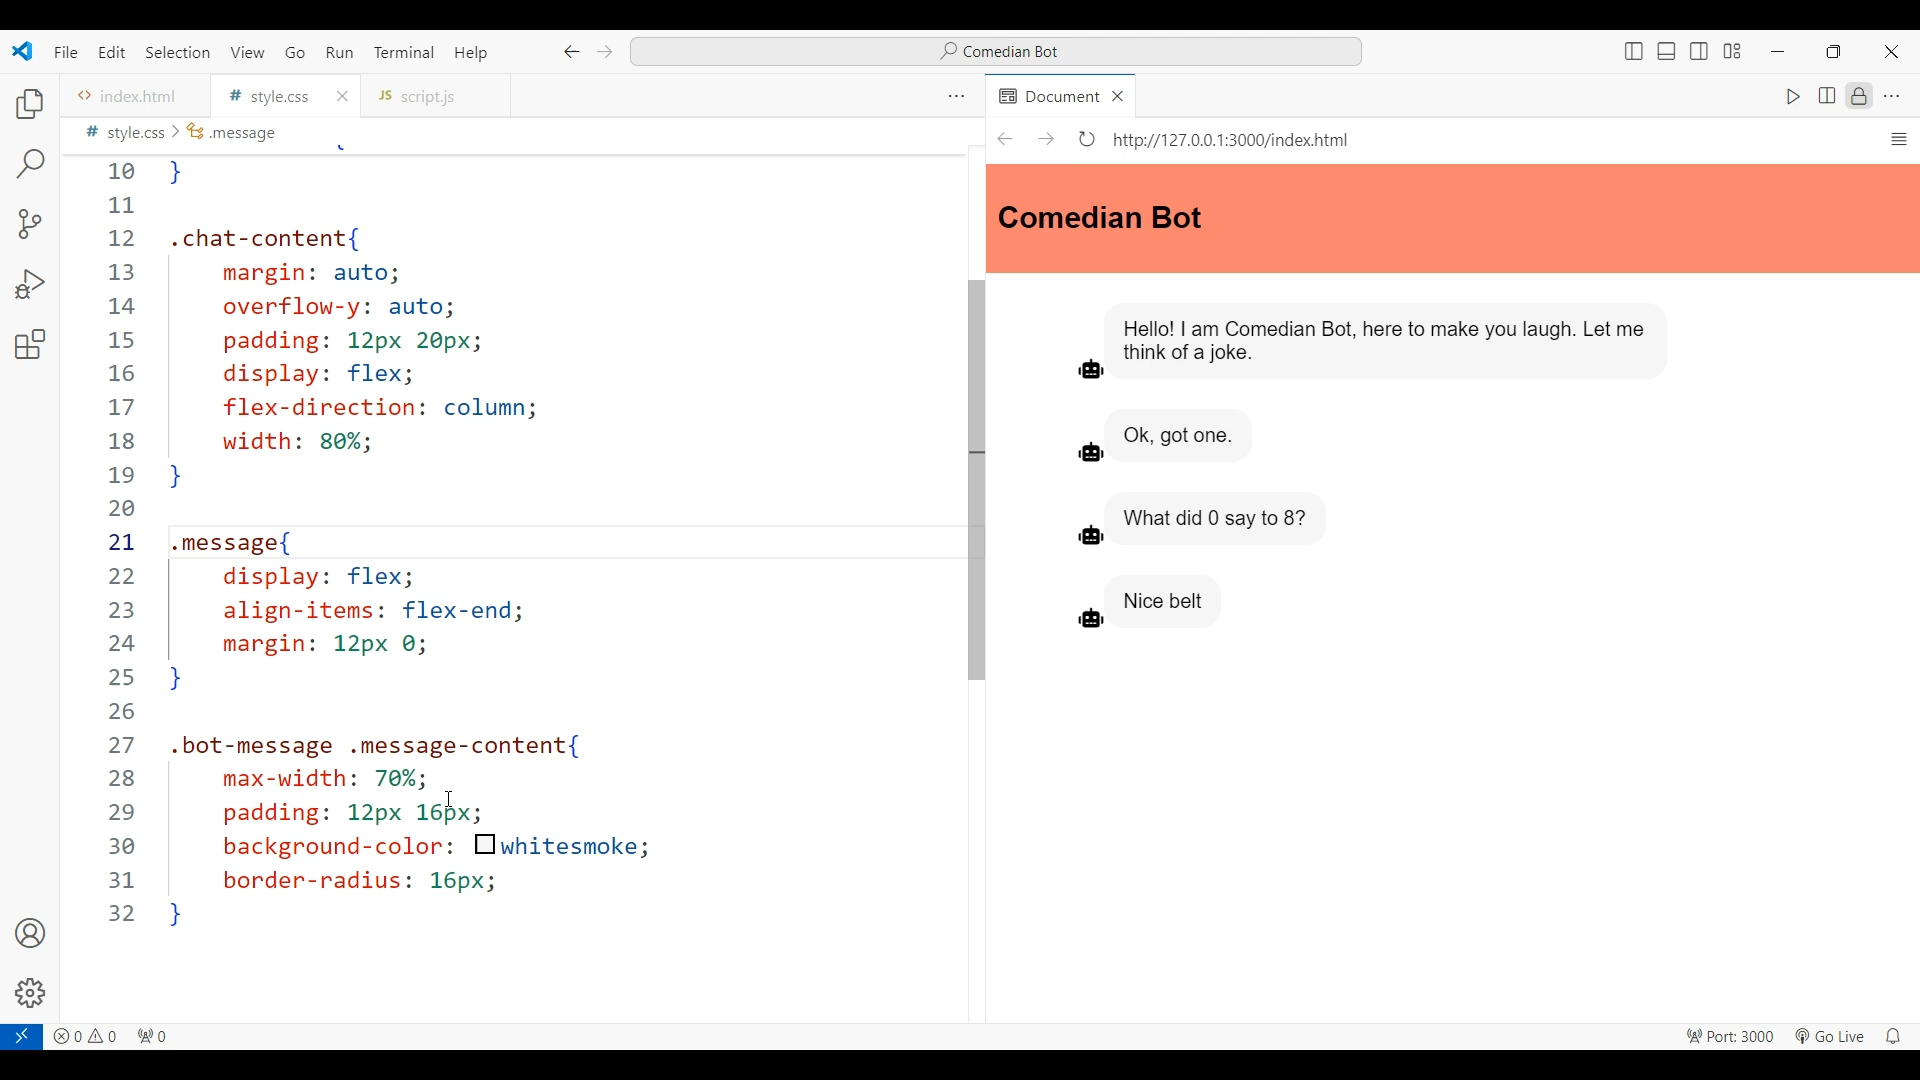 File Edit Selection View Go Run Terminal Help
Comedian Bot
<> index.html
# style.css
JS script.js
Document
# style.css > .message
http://127.0.0.1:3000/index.html
10 }
11
12 .chat-content{
13 margin: auto;
14 overflow-y: auto;
15 padding: 12px 20px;
16 display: flex;
17 flex-direction: column;
18 width: 80%;
19 }
20
21 .message{
22 display: flex;
23 align-items: flex-end;
24 margin: 12px 0;
25 }
26
27 .bot-message .message-content{
28 max-width: 70%;
29 padding: 12px 16px;
30 background-color: whitesmoke;
31 border-radius: 16px;
32 }
Comedian Bot
Hello! I am Comedian Bot, here to make you laugh. Let me
think of a joke.
Ok, got one.
What did 0 say to 8?
Nice belt
0 0 0
Port: 3000 Go Live